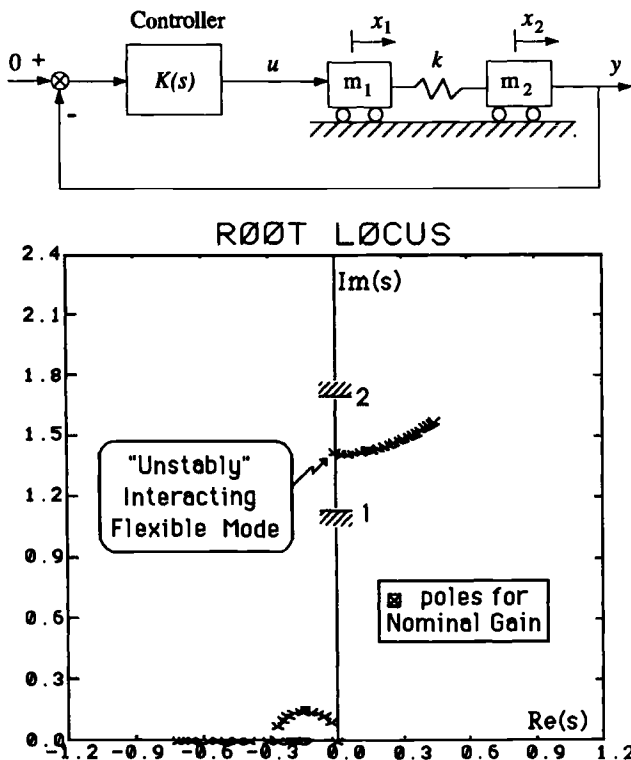 Controller
0 +
-
K(s)
u
x₁
x₂
m₁
k
m₂
y
RØØT LØCUS
2.4
2.1
1.8
1.5
1.2
0.9
0.6
0.3
0.0
Im(s)
2
1
"Unstably"
Interacting
Flexible Mode
⊠ poles for
Nominal Gain
Re(s)
-1.2 -0.9 -0.6 -0.3 0.0 0.3 0.6 0.9 1.2